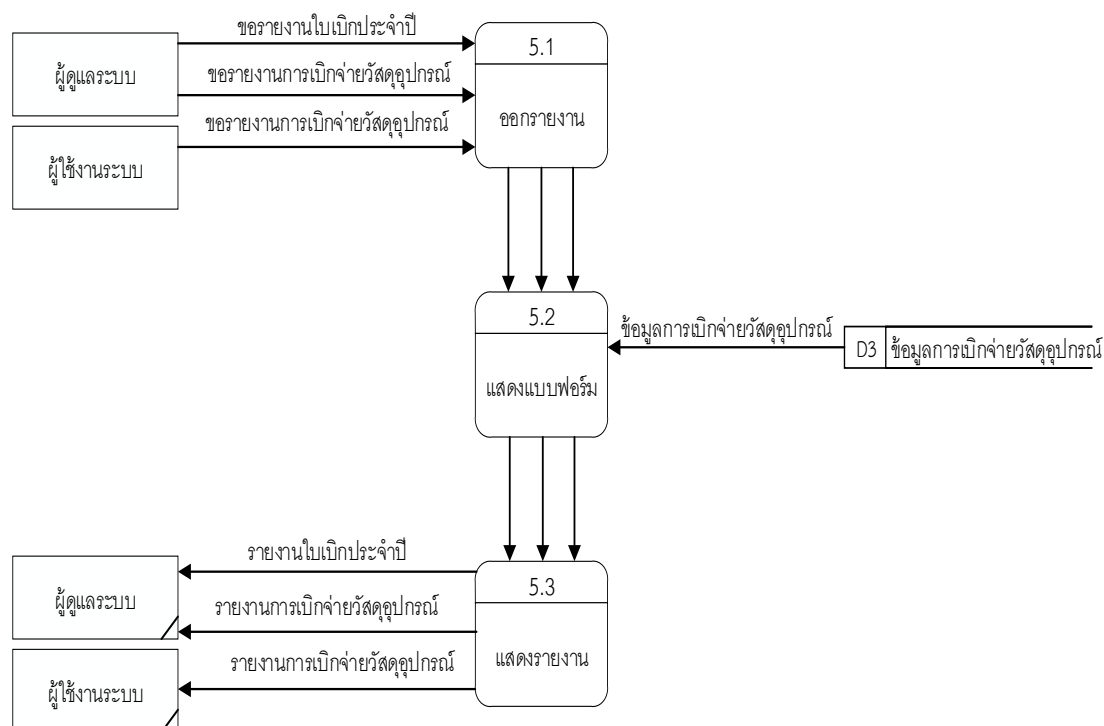 ขอรายงานใบเบิกประจำปี
ผู้ดูแลระบบ
ขอรายงานการเบิกจ่ายวัสดุอุปกรณ์
ขอรายงานการเบิกจ่ายวัสดุอุปกรณ์
ผู้ใช้งานระบบ
5.1
ออกรายงาน
5.2
แสดงแบบฟอร์ม
ข้อมูลการเบิกจ่ายวัสดุอุปกรณ์
D3 ข้อมูลการเบิกจ่ายวัสดุอุปกรณ์
รายงานใบเบิกประจำปี
ผู้ดูแลระบบ
รายงานการเบิกจ่ายวัสดุอุปกรณ์
รายงานการเบิกจ่ายวัสดุอุปกรณ์
ผู้ใช้งานระบบ
5.3
แสดงรายงาน